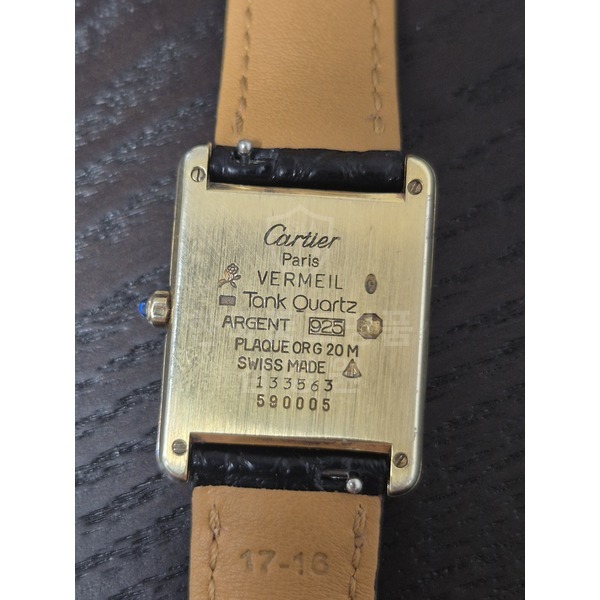 Cartier
Paris
VERMEIL
Tank Quartz
ARGENT 925
PLAQUE OR G 20 M
SWISS MADE
133563
590005
17-16